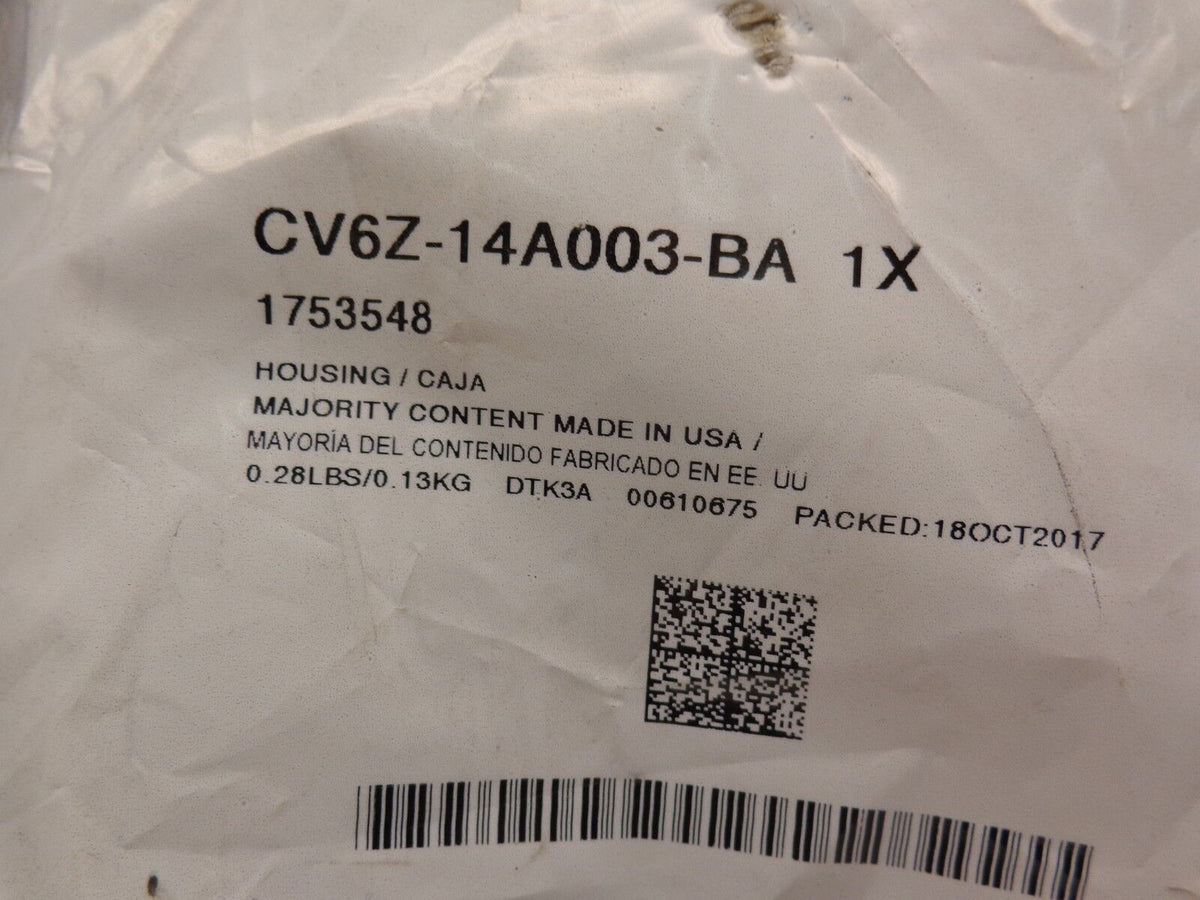 CV6Z-14A003-BA 1X
1753548
HOUSING / CAJA
MAJORITY CONTENT MADE IN USA /
MAYORÍA DEL CONTENIDO FABRICADO EN EE. UU
0.28LBS/0.13KG DTK3A 00610675 PACKED:18OCT2017